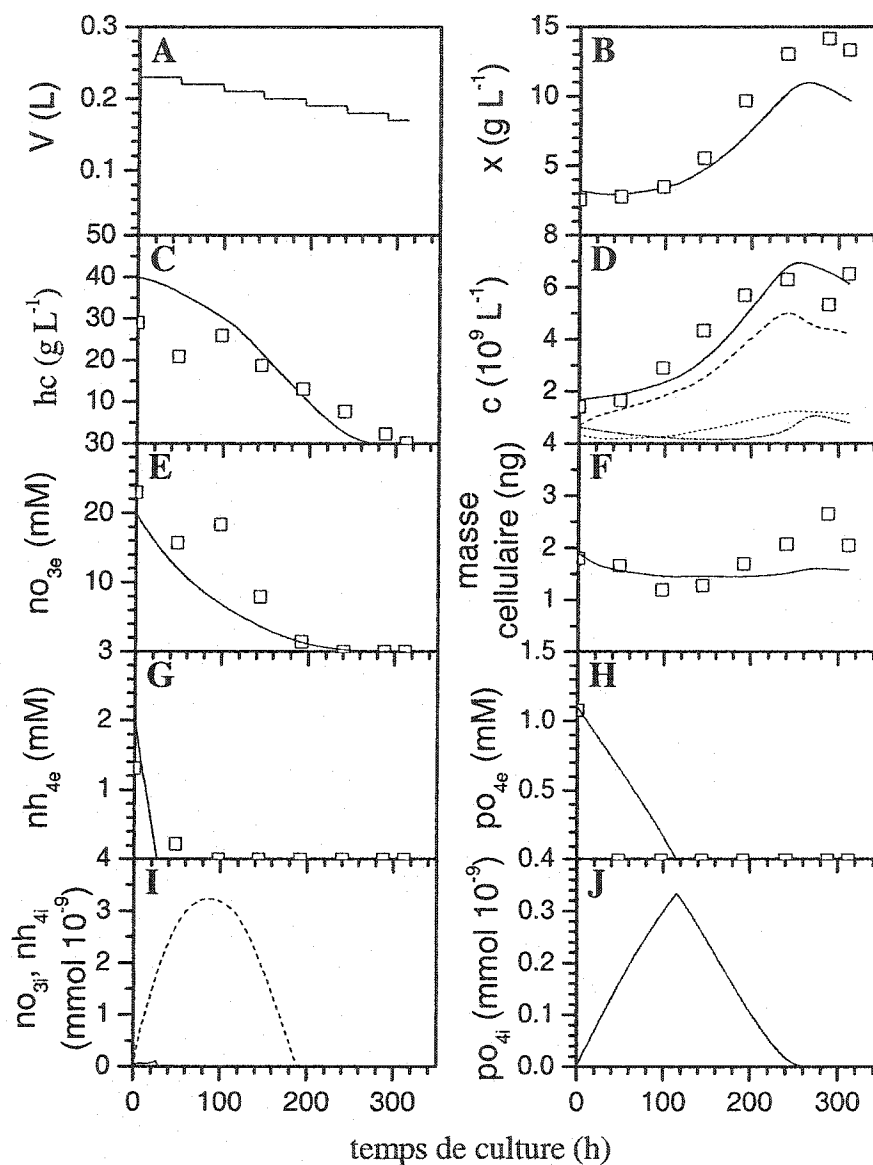 A
V (L)
0.3
0.2
0.1
B
x (g L⁻¹)
15
10
5
C
hc (g L⁻¹)
50
40
30
20
10
D
c (10⁹ L⁻¹)
8
6
4
2
E
no₃ₑ (mM)
30
20
10
F
masse
cellulaire (ng)
4
3
2
1
G
nh₄ₑ (mM)
3
2
1
H
po₄ₑ (mM)
1.5
1.0
0.5
I
no₃ᵢ, nh₄ᵢ
(mmol 10⁻⁹)
4
3
2
1
0
J
po₄ᵢ (mmol 10⁻⁹)
0.4
0.3
0.2
0.1
0.0
0 100 200 300
0 100 200 300
temps de culture (h)